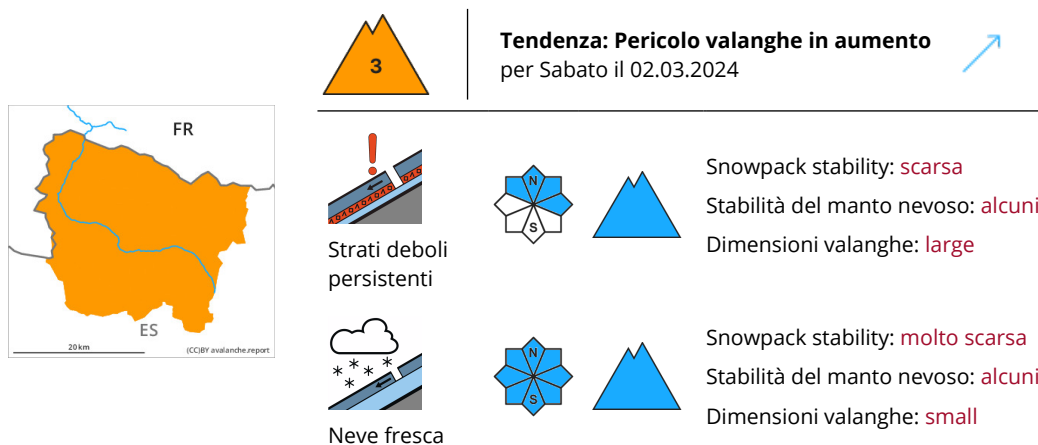 3
Tendenza: Pericolo valanghe in aumento
per Sabato il 02.03.2024
FR
ES
20 km
(CC)BY avalanche.report
N
S
Strati deboli
persistenti
Snowpack stability: scarsa
Stabilità del manto nevoso: alcuni
Dimensioni valanghe: large
N
S
Neve fresca
Snowpack stability: molto scarsa
Stabilità del manto nevoso: alcuni
Dimensioni valanghe: small